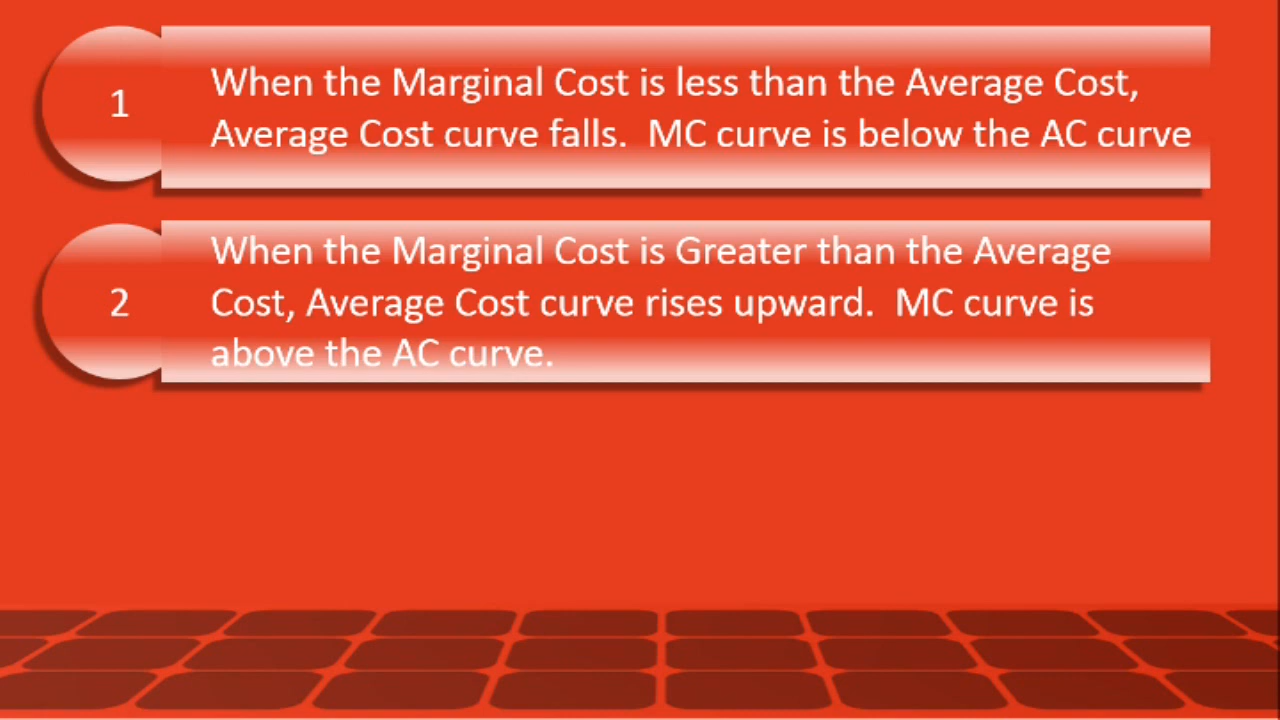 1
When the Marginal Cost is less than the Average Cost,
Average Cost curve falls.  MC curve is below the AC curve
2
When the Marginal Cost is Greater than the Average
Cost, Average Cost curve rises upward.  MC curve is
above the AC curve.